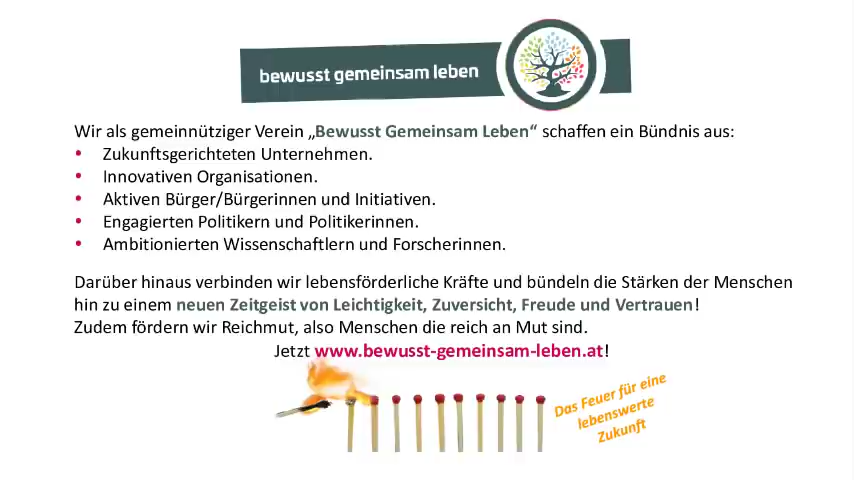 bewusst gemeinsam leben
Wir als gemeinnütziger Verein „Bewusst Gemeinsam Leben“ schaffen ein Bündnis aus:
• Zukunftsgerichteten Unternehmen.
• Innovativen Organisationen.
• Aktiven Bürger/Bürgerinnen und Initiativen.
• Engagierten Politikern und Politikerinnen.
• Ambitionierten Wissenschaftlern und Forscherinnen.
Darüber hinaus verbinden wir lebensförderliche Kräfte und bündeln die Stärken der Menschen
hin zu einem neuen Zeitgeist von Leichtigkeit, Zuversicht, Freude und Vertrauen!
Zudem fördern wir Reichmut, also Menschen die reich an Mut sind.
Jetzt www.bewusst-gemeinsam-leben.at!
Das Feuer für eine
lebenswerte
Zukunft